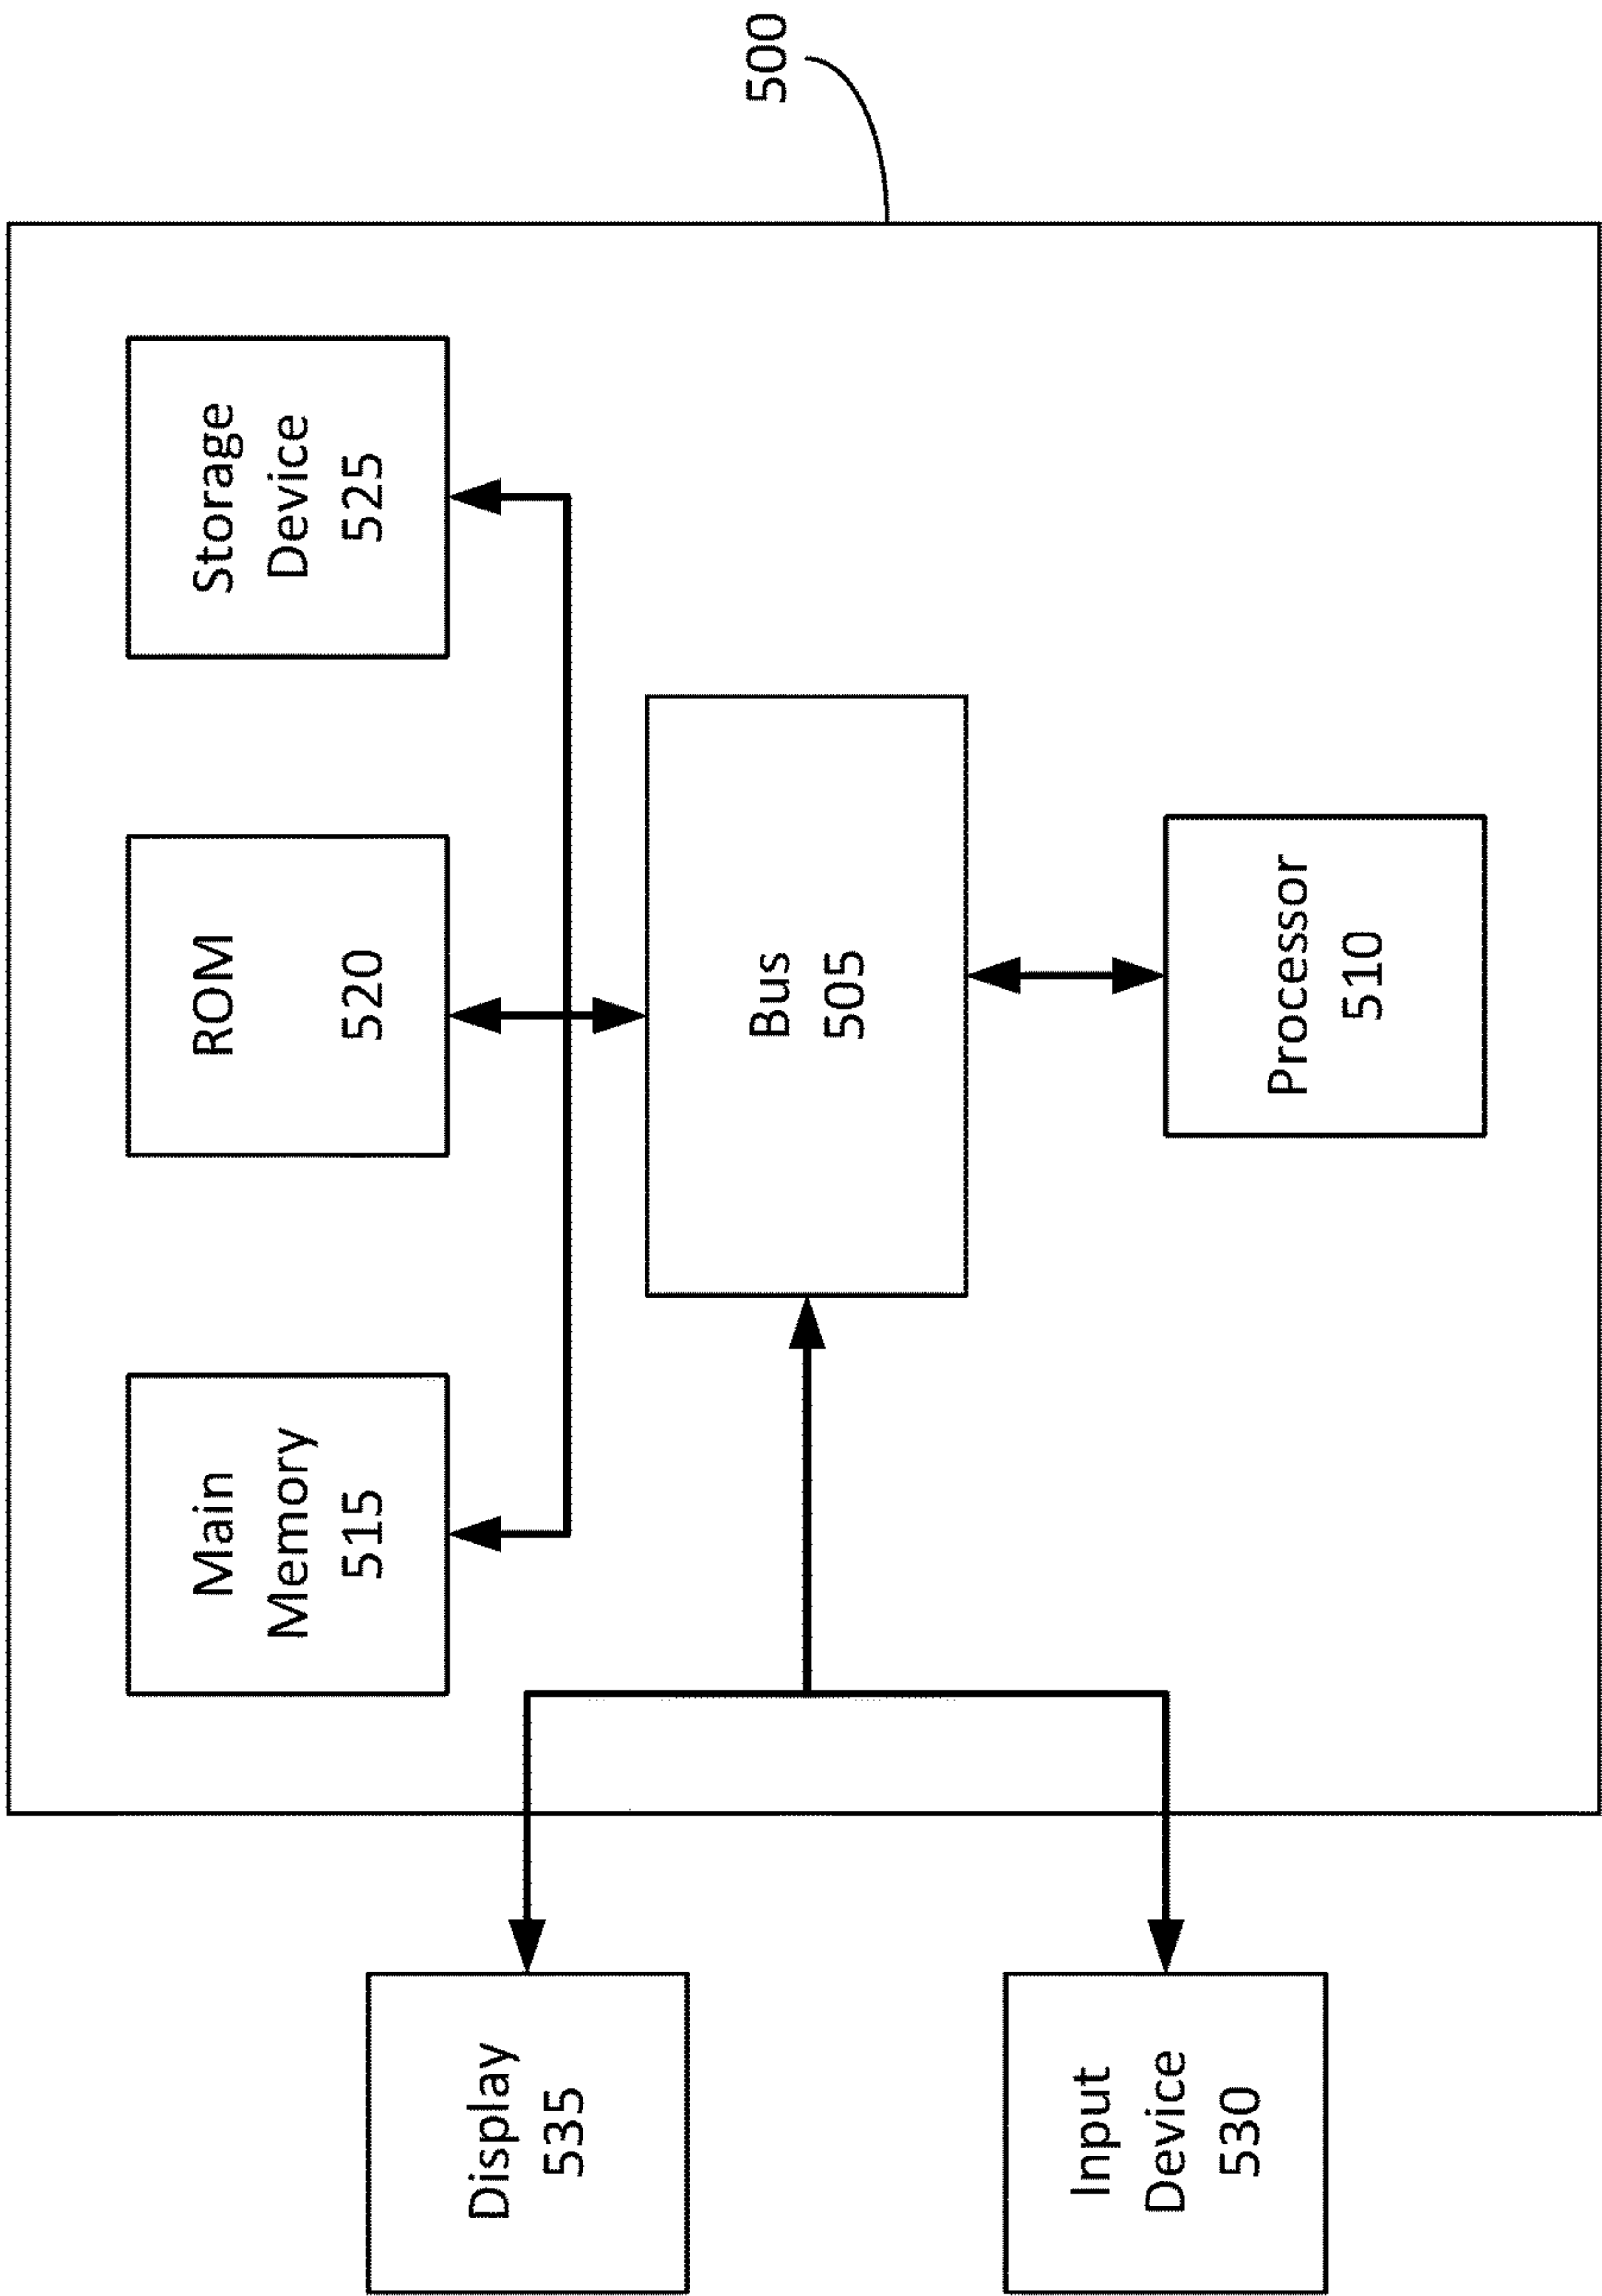 500
Main
Memory
515
ROM
520
Storage
Device
525
Display
535
Bus
505
Input
Device
530
Processor
510